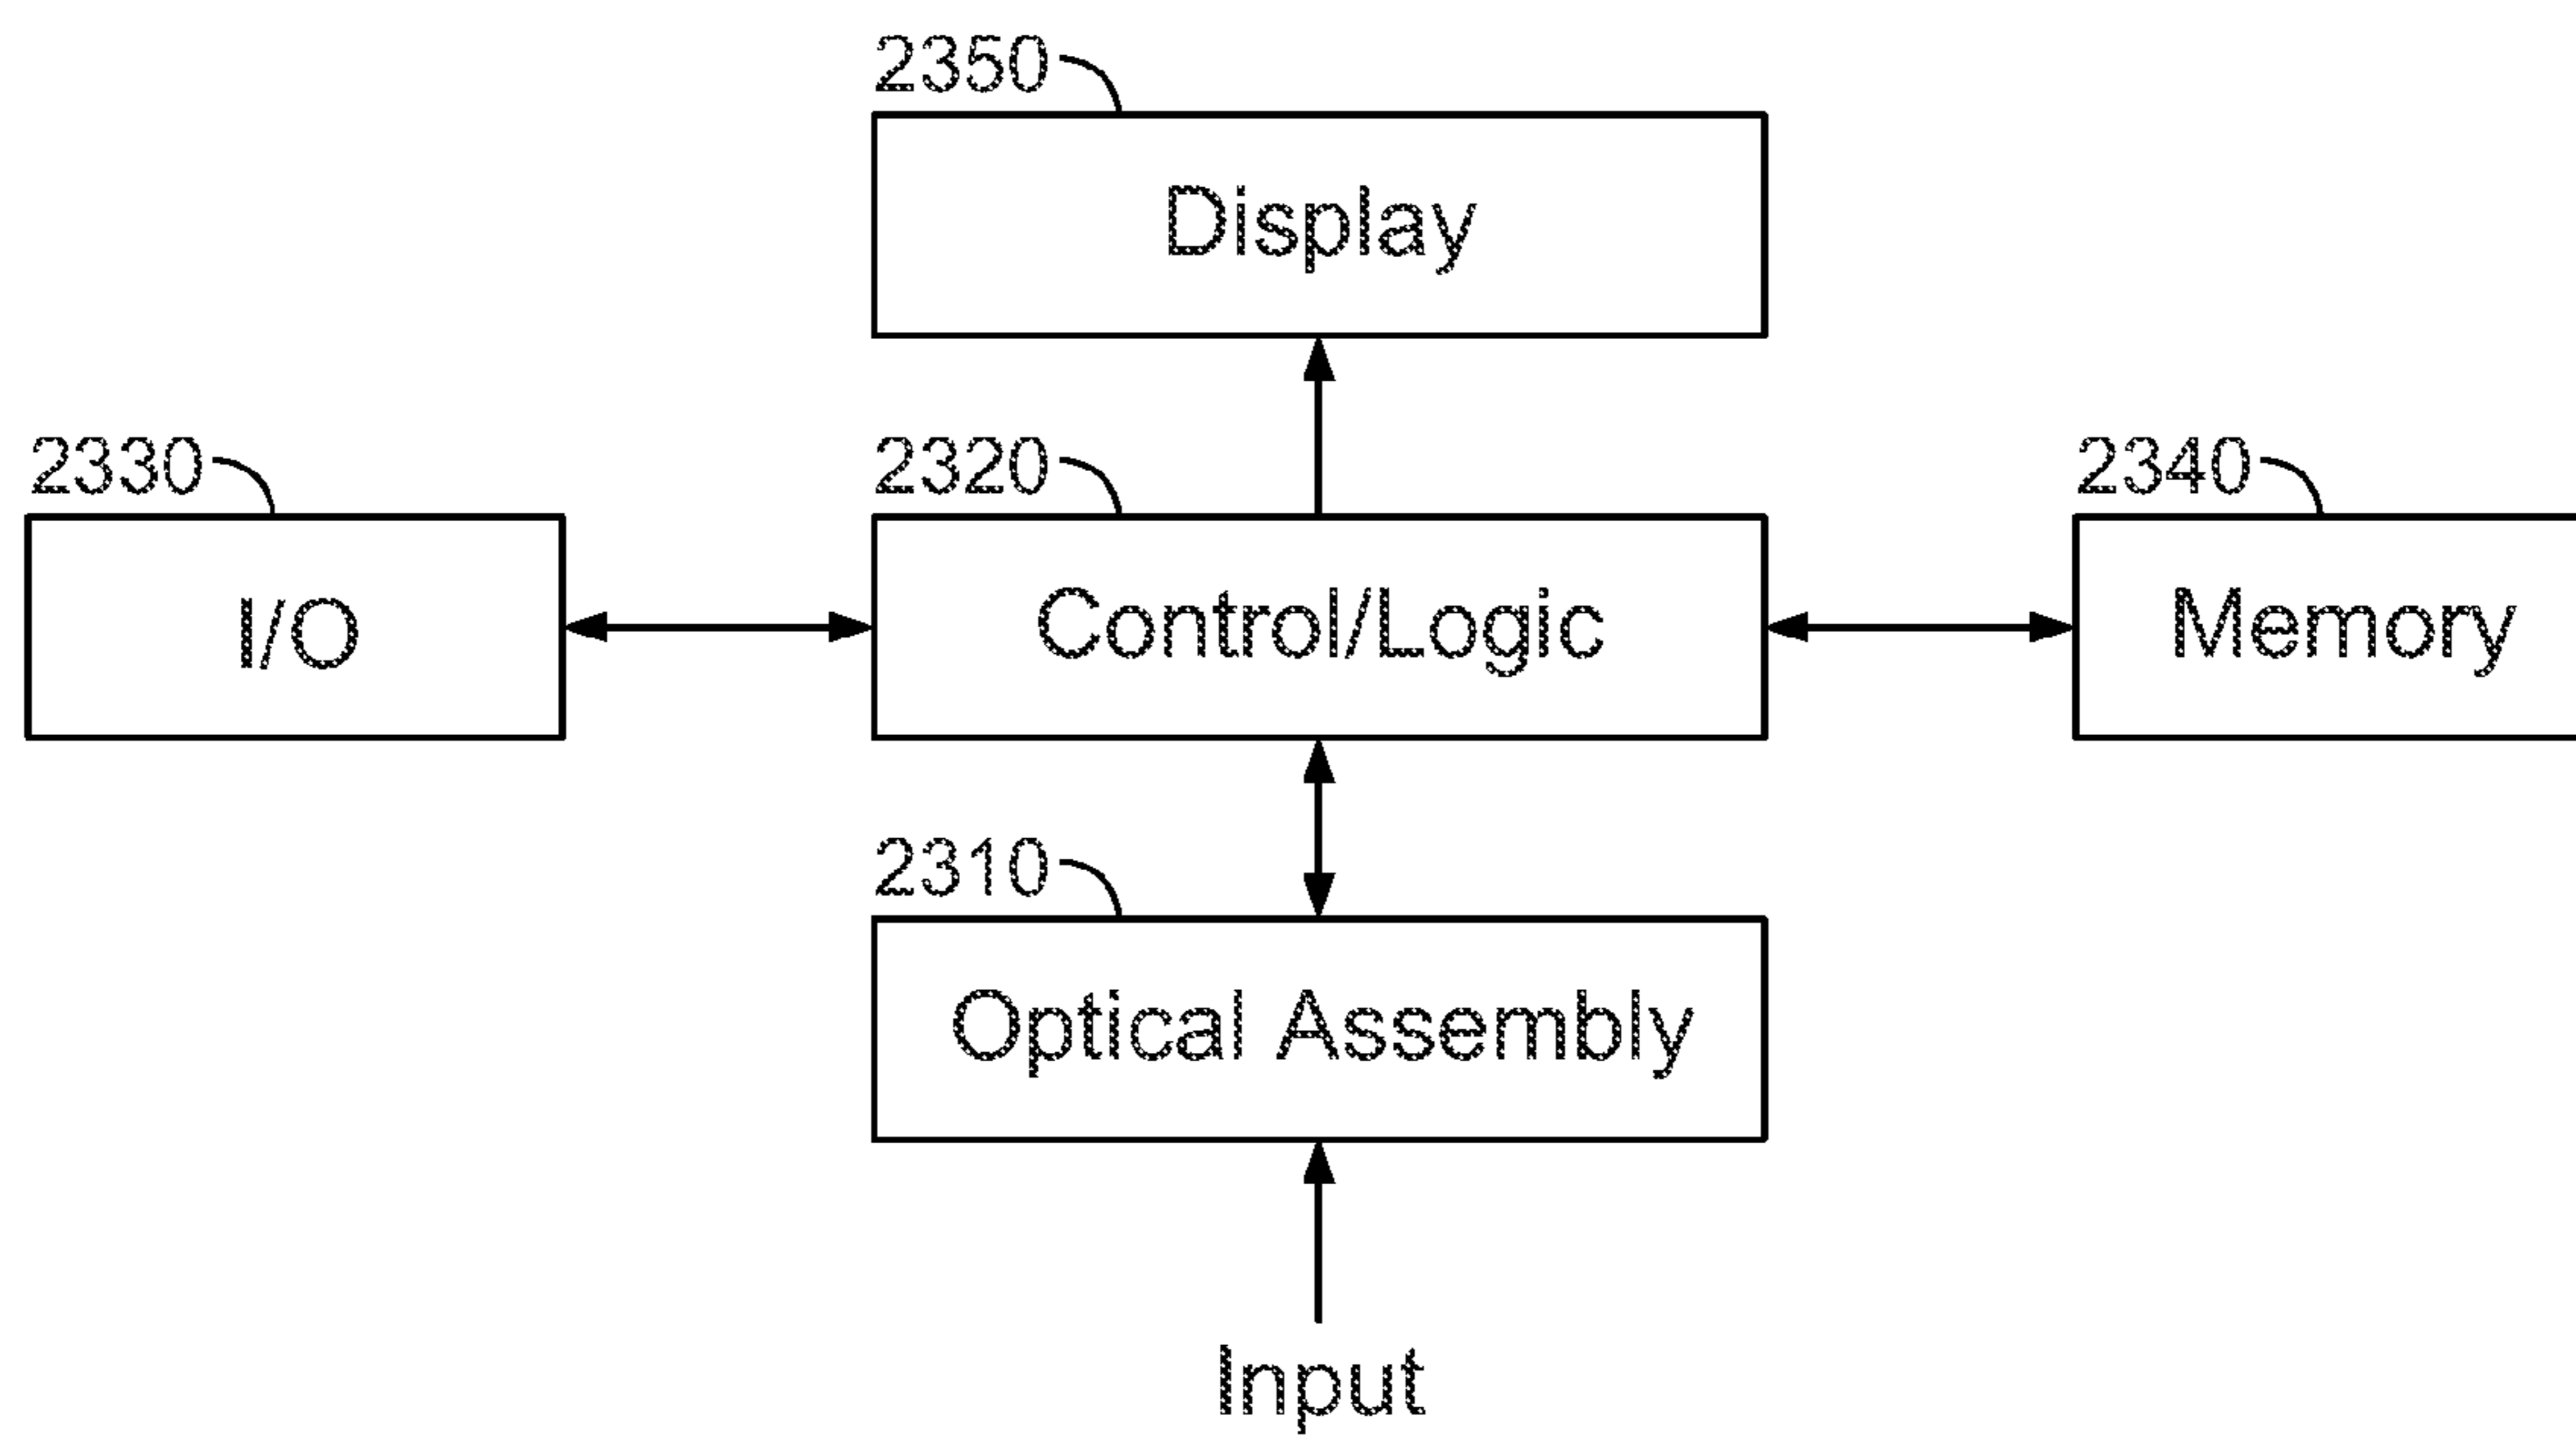 2350
Display
2330
2320
2340
I/O
Control/Logic
Memory
2310
Optical Assembly
Input